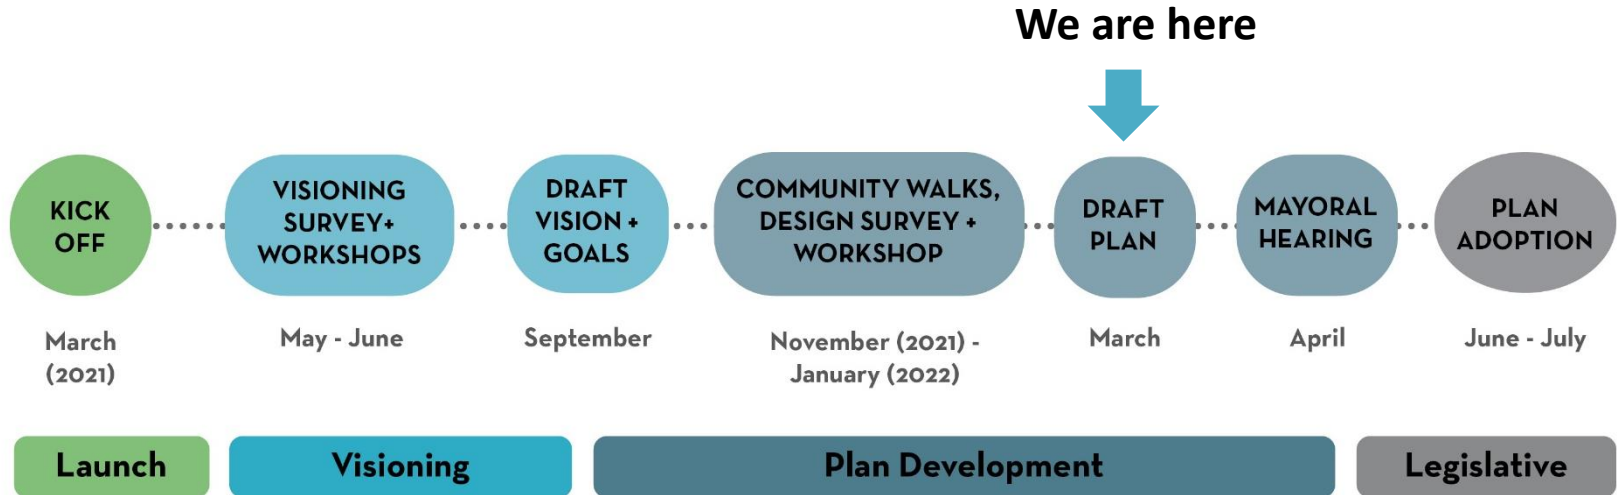 We are here
KICK
OFF
VISIONING
SURVEY+
WORKSHOPS
DRAFT
VISION +
GOALS
COMMUNITY WALKS,
DESIGN SURVEY +
WORKSHOP
DRAFT
PLAN
MAYORAL
HEARING
PLAN
ADOPTION
March
(2021)
May - June
September
November (2021) -
January (2022)
March
April
June - July
Launch
Visioning
Plan Development
Legislative